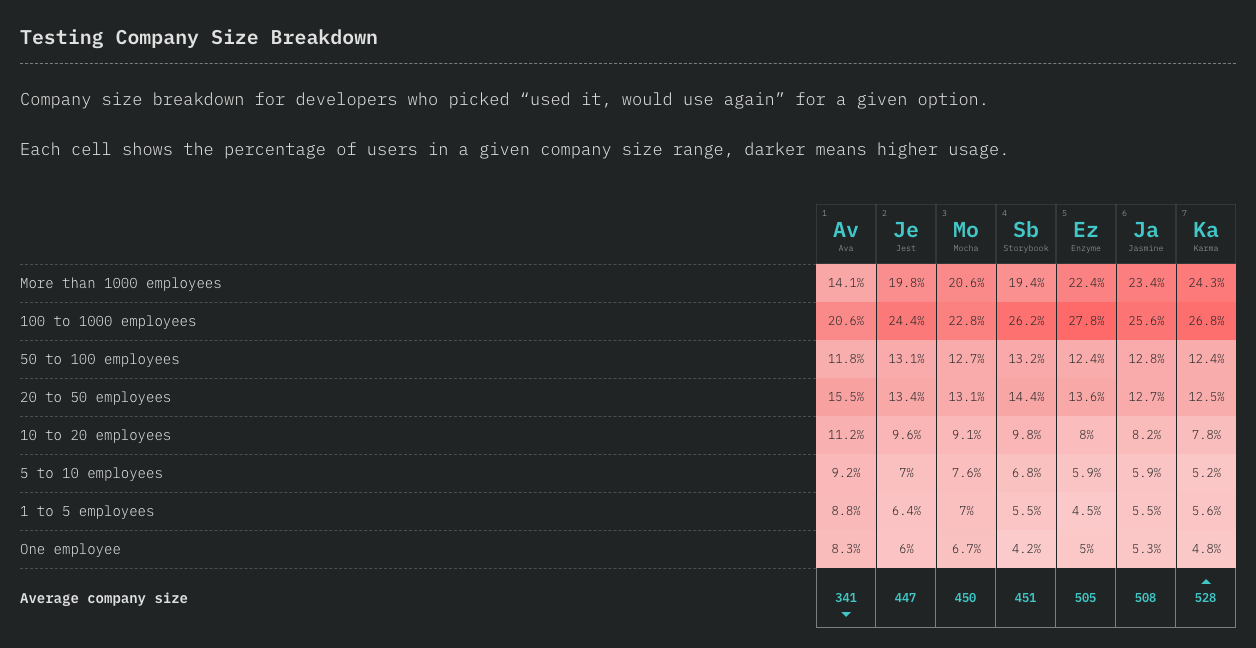 Testing Company Size Breakdown
Company size breakdown for developers who picked “used it, would use again” for a given option.
Each cell shows the percentage of users in a given company size range, darker means higher usage.
1 2 3 4 5 6 7
Av Je Mo Sb Ez Ja Ka
Ava Jest Mocha Storybook Enzyme Jasmine Karma
More than 1000 employees 14.1% 19.8% 20.6% 19.4% 22.4% 23.4% 24.3%
100 to 1000 employees 20.6% 24.4% 22.8% 26.2% 27.8% 25.6% 26.8%
50 to 100 employees 11.8% 13.1% 12.7% 13.2% 12.4% 12.8% 12.4%
20 to 50 employees 15.5% 13.4% 13.1% 14.4% 13.6% 12.7% 12.5%
10 to 20 employees 11.2% 9.6% 9.1% 9.8% 8% 8.2% 7.8%
5 to 10 employees 9.2% 7% 7.6% 6.8% 5.9% 5.9% 5.2%
1 to 5 employees 8.8% 6.4% 7% 5.5% 4.5% 5.5% 5.6%
One employee 8.3% 6% 6.7% 4.2% 5% 5.3% 4.8%
Average company size 341 447 450 451 505 508 528